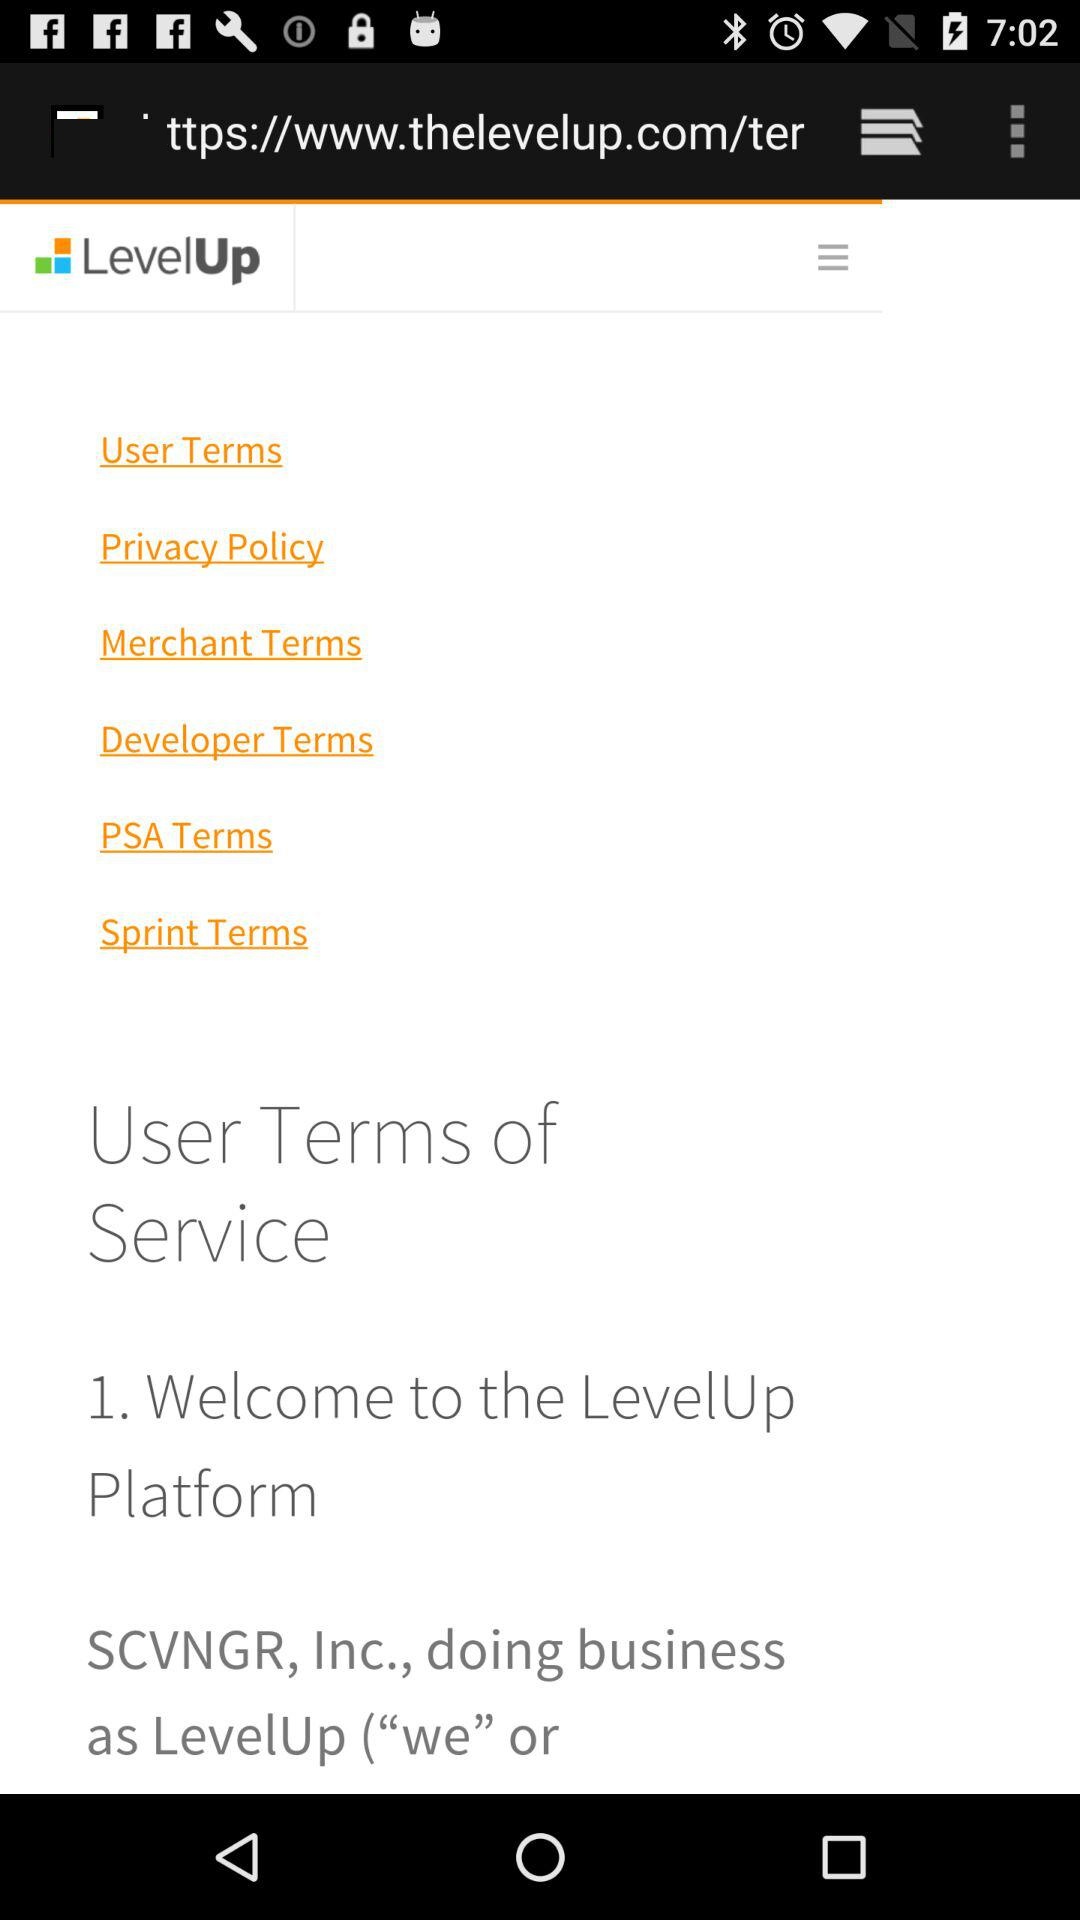 7:02
ttps://www.thelevelup.com/ter
LevelUp
User Terms
Privacy Policy
Merchant Terms
Developer Terms
PSA Terms
Sprint Terms
User Terms of
Service
1. Welcome to the LevelUp
Platform
SCVNGR, Inc., doing business
as LevelUp (“we” or